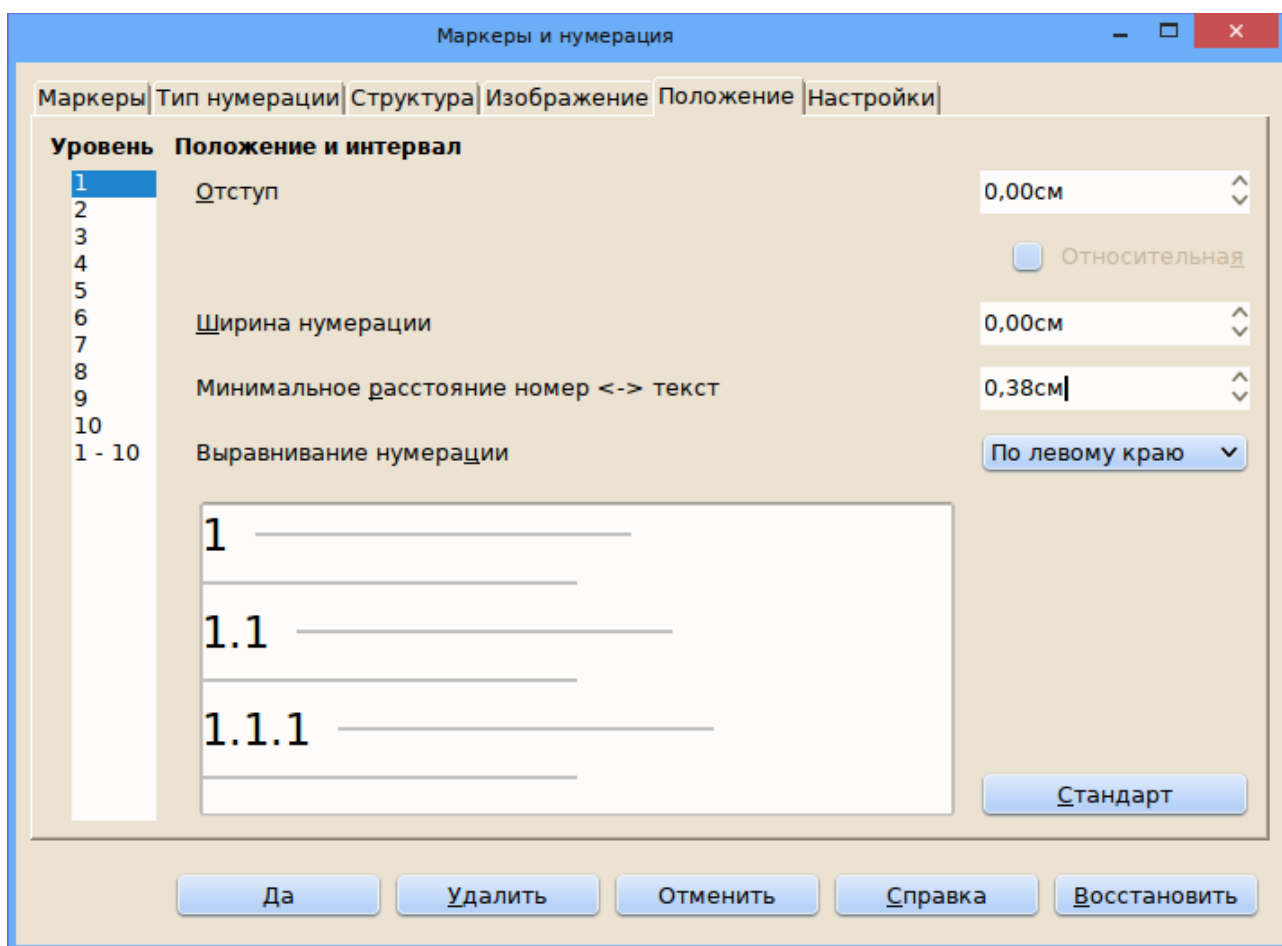 Маркеры и нумерация
Маркеры Тип нумерации Структура Изображение Положение Настройки
Уровень Положение и интервал
1
2
3
4
5
6
7
8
9
10
1 - 10
Отступ 0,00см
Относительная
Ширина нумерации 0,00см
Минимальное расстояние номер <-> текст 0,38см
Выравнивание нумерации По левому краю
1
1.1
1.1.1
Стандарт
Да Удалить Отменить Справка Восстановить